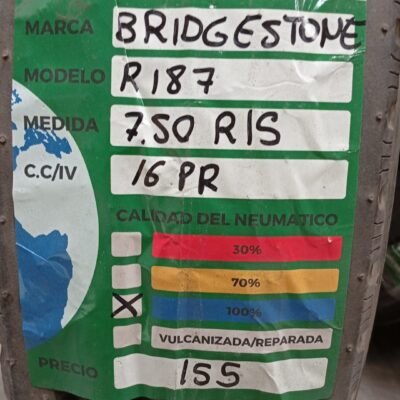 MARCA BRIDGESTONE
MODELO R187
MEDIDA 7.50 R15
C.C/IV 16 PR
CALIDAD DEL NEUMATICO
30%
70%
X 100%
VULCANIZADA/REPARADA
PRECIO 155